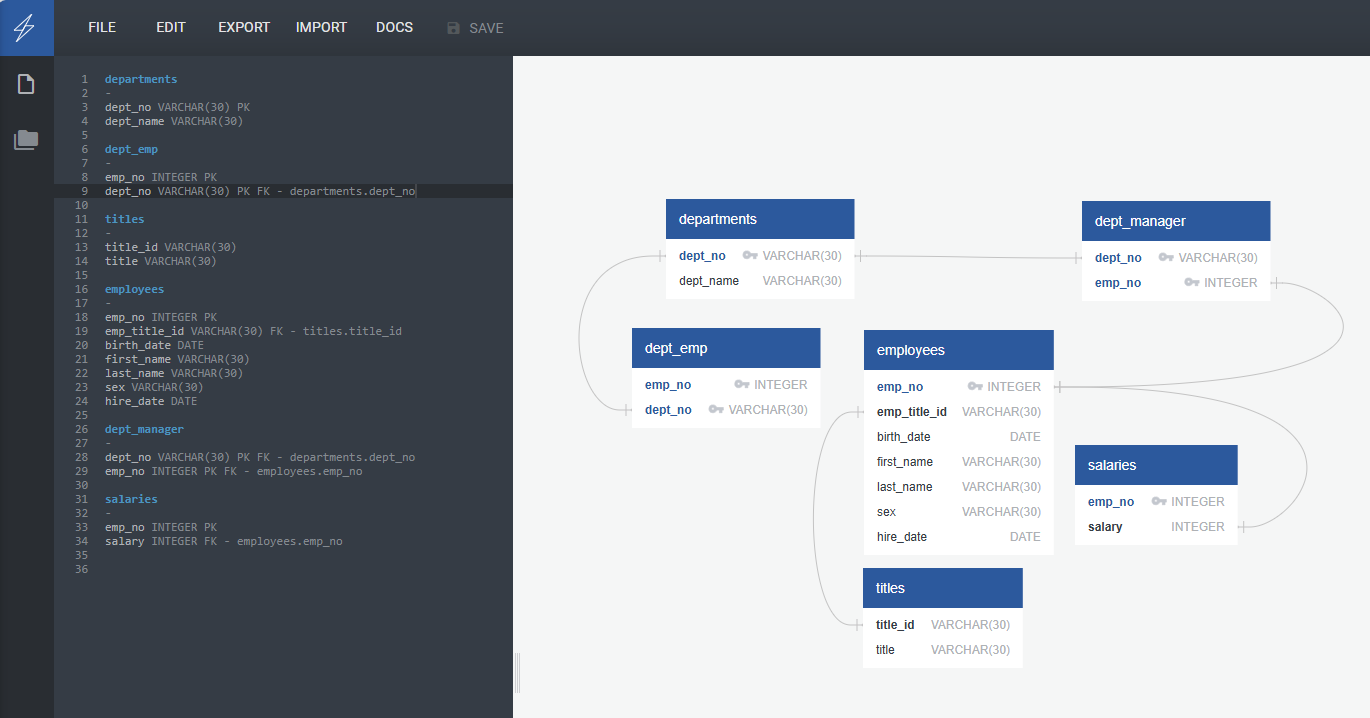 FILE EDIT EXPORT IMPORT DOCS SAVE
1 departments
2 -
3 dept_no VARCHAR(30) PK
4 dept_name VARCHAR(30)
5
6 dept_emp
7 -
8 emp_no INTEGER PK
9 dept_no VARCHAR(30) PK FK - departments.dept_no
10
11 titles
12 -
13 title_id VARCHAR(30)
14 title VARCHAR(30)
15
16 employees
17 -
18 emp_no INTEGER PK
19 emp_title_id VARCHAR(30) FK - titles.title_id
20 birth_date DATE
21 first_name VARCHAR(30)
22 last_name VARCHAR(30)
23 sex VARCHAR(30)
24 hire_date DATE
25
26 dept_manager
27 -
28 dept_no VARCHAR(30) PK FK - departments.dept_no
29 emp_no INTEGER PK FK - employees.emp_no
30
31 salaries
32 -
33 emp_no INTEGER PK
34 salary INTEGER FK - employees.emp_no
35
36
departments
dept_no VARCHAR(30)
dept_name VARCHAR(30)
dept_manager
dept_no VARCHAR(30)
emp_no INTEGER
dept_emp
emp_no INTEGER
dept_no VARCHAR(30)
employees
emp_no INTEGER
emp_title_id VARCHAR(30)
birth_date DATE
first_name VARCHAR(30)
last_name VARCHAR(30)
sex VARCHAR(30)
hire_date DATE
salaries
emp_no INTEGER
salary INTEGER
titles
title_id VARCHAR(30)
title VARCHAR(30)